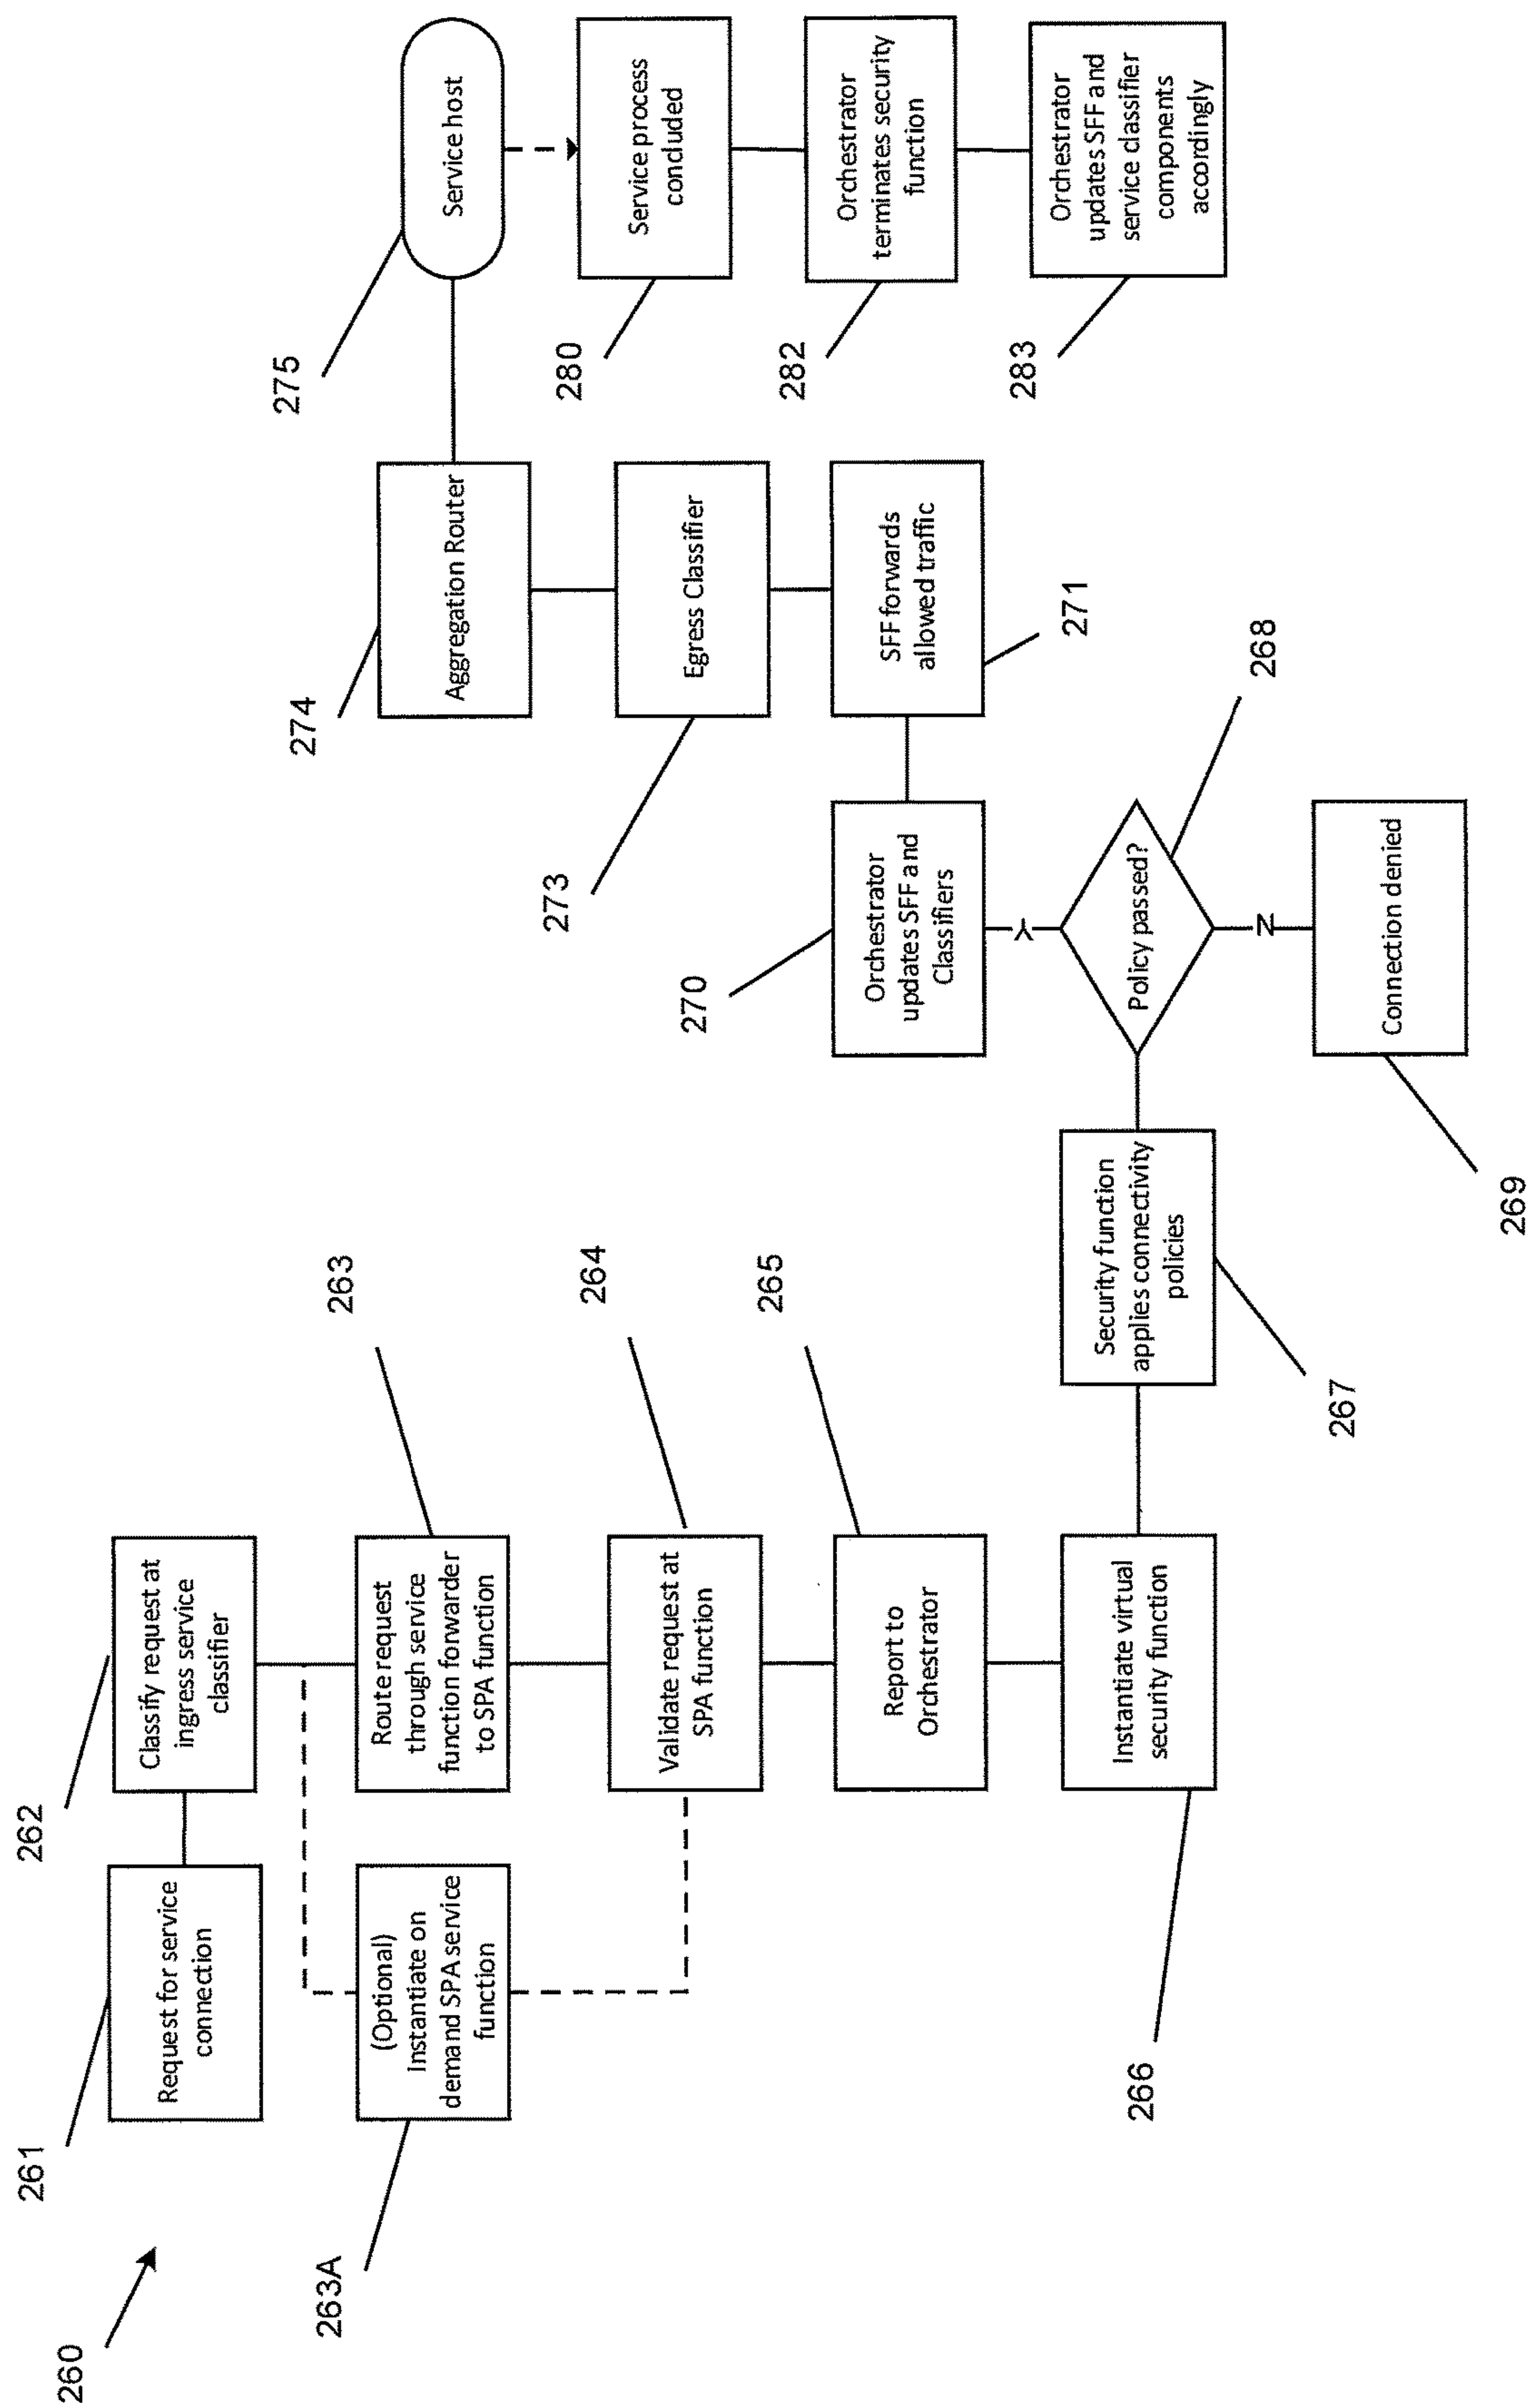 260
261
Request for service
connection
262
Classify request at
ingress service
classifier
263A
(Optional)
Instantiate on
demand SPA service
function
263
Route request
through service
function forwarder
to SPA function
264
Validate request at
SPA function
265
Report to
Orchestrator
266
Instantiate virtual
security function
267
Security function
applies connectivity
policies
268
Policy passed?
Y
N
269
Connection denied
270
Orchestrator
updates SFF and
Classifiers
271
SFF forwards
allowed traffic
273
Egress Classifier
274
Aggregation Router
275
Service host
280
Service process
concluded
282
Orchestrator
terminates security
function
283
Orchestrator
updates SFF and
service classifier
components
accordingly